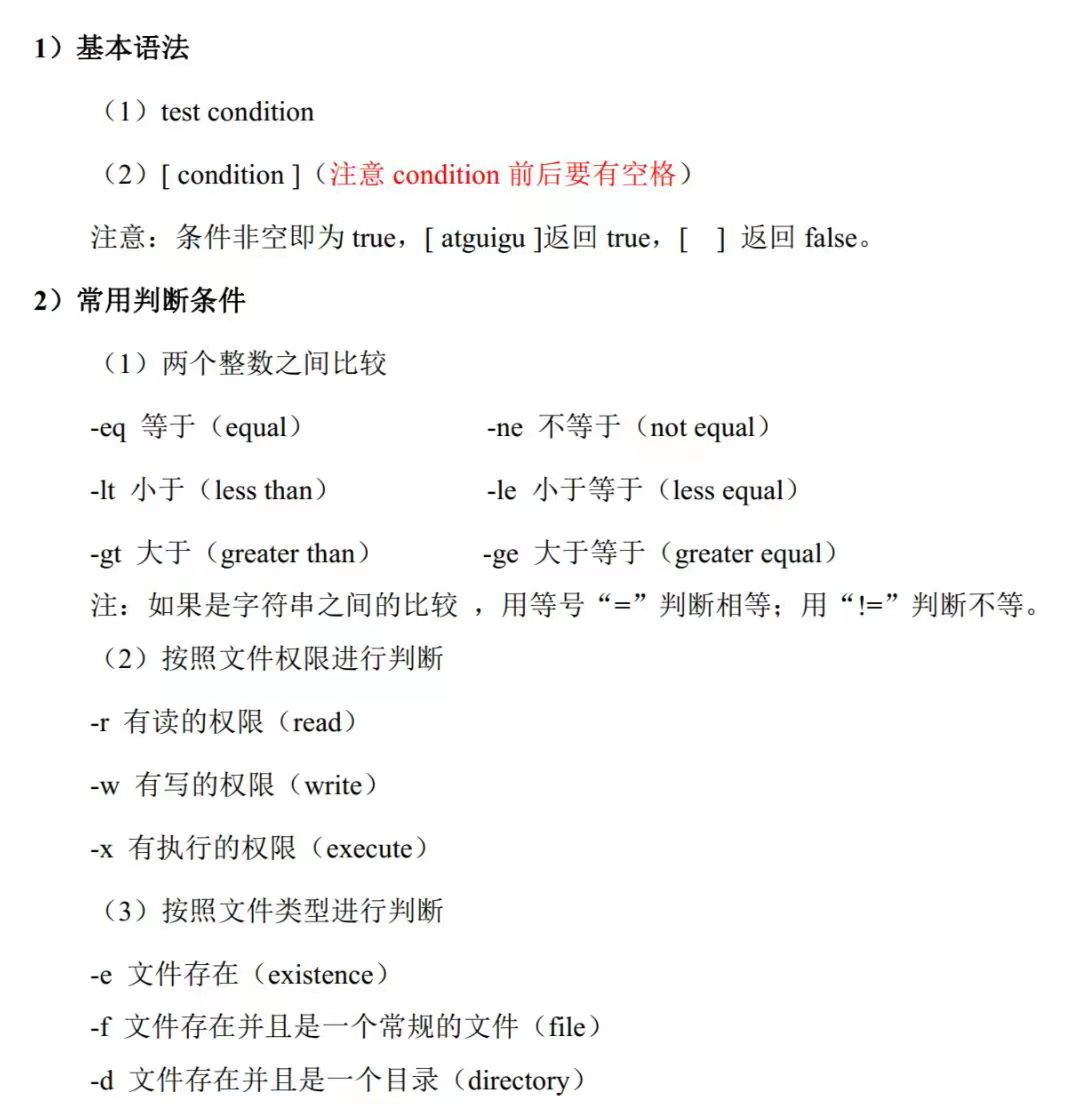 1）基本语法
（1）test condition
（2）[ condition ]（注意 condition 前后要有空格）
注意：条件非空即为 true，[ atguigu ]返回 true，[   ] 返回 false。
2）常用判断条件
（1）两个整数之间比较
-eq 等于（equal） -ne 不等于（not equal）
-lt 小于（less than） -le 小于等于（less equal）
-gt 大于（greater than） -ge 大于等于（greater equal）
注：如果是字符串之间的比较 ，用等号“=”判断相等；用“!=”判断不等。
（2）按照文件权限进行判断
-r 有读的权限（read）
-w 有写的权限（write）
-x 有执行的权限（execute）
（3）按照文件类型进行判断
-e 文件存在（existence）
-f 文件存在并且是一个常规的文件（file）
-d 文件存在并且是一个目录（directory）